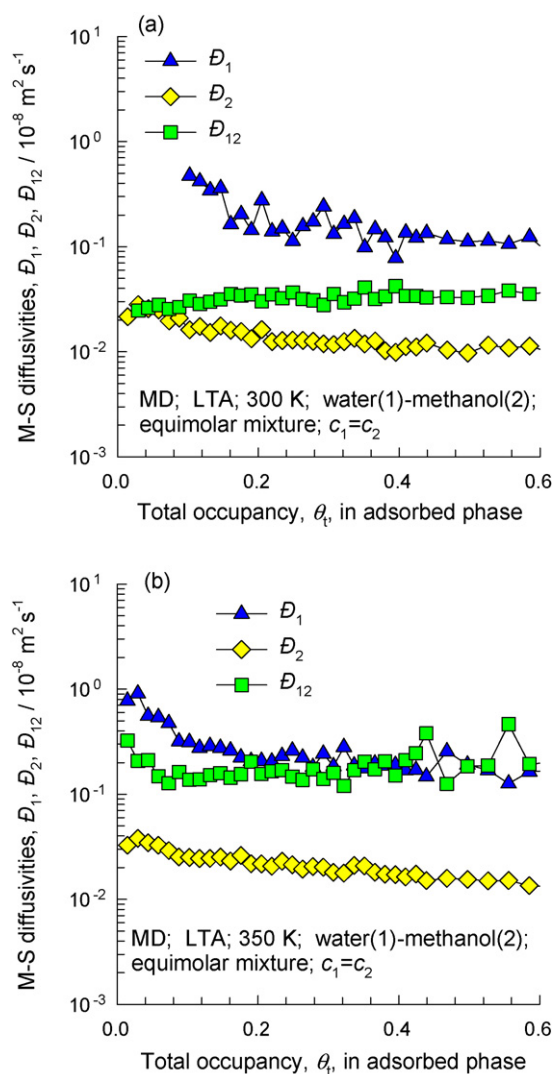 (a)
10¹
Đ₁
Đ₂
Đ₁₂
10⁰
10⁻¹
10⁻²
10⁻³
M-S diffusivities, Đ₁, Đ₂, Đ₁₂ / 10⁻⁸ m² s⁻¹
MD; LTA; 300 K; water(1)-methanol(2);
equimolar mixture; c₁=c₂
0.0 0.2 0.4 0.6
Total occupancy, θₜ, in adsorbed phase
(b)
10¹
Đ₁
Đ₂
Đ₁₂
10⁰
10⁻¹
10⁻²
10⁻³
M-S diffusivities, Đ₁, Đ₂, Đ₁₂ / 10⁻⁸ m² s⁻¹
MD; LTA; 350 K; water(1)-methanol(2);
equimolar mixture; c₁=c₂
0.0 0.2 0.4 0.6
Total occupancy, θₜ, in adsorbed phase